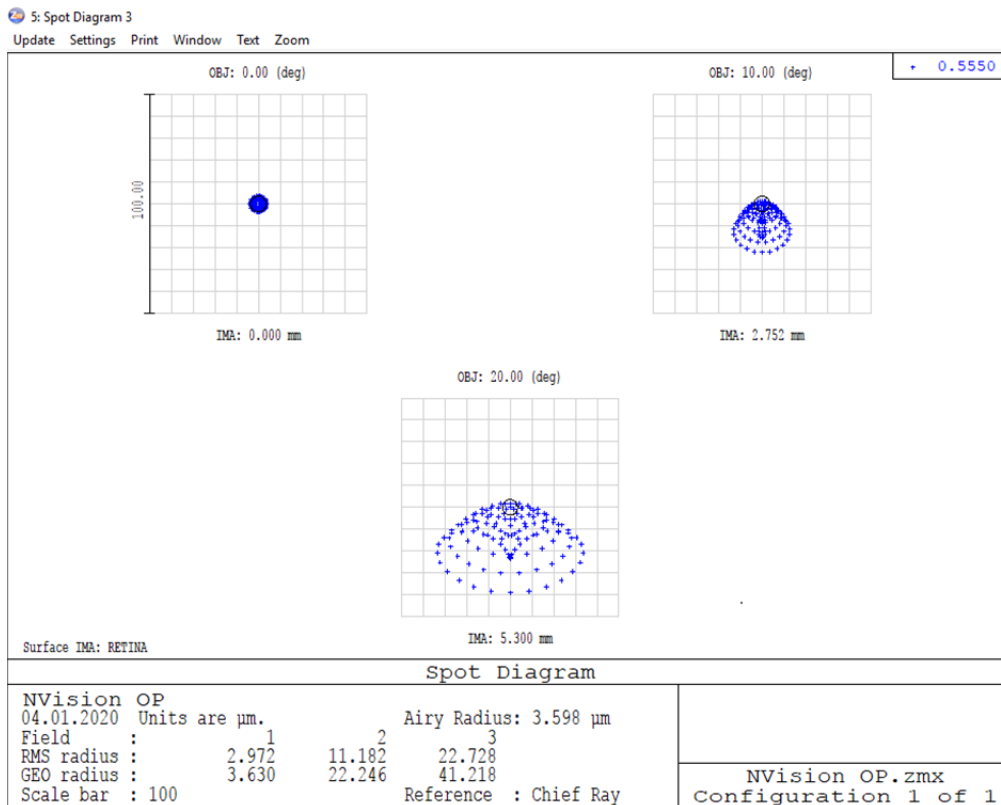 5: Spot Diagram 3
Update Settings Print Window Text Zoom
OBJ: 0.00 (deg)
OBJ: 10.00 (deg)
+ 0.5550
100.00
IMA: 0.000 mm
IMA: 2.752 mm
OBJ: 20.00 (deg)
IMA: 5.300 mm
Surface IMA: RETINA
Spot Diagram
NVision OP
04.01.2020 Units are µm. Airy Radius: 3.598 µm
Field : 1 2 3
RMS radius : 2.972 11.182 22.728
GEO radius : 3.630 22.246 41.218
Scale bar : 100 Reference : Chief Ray
NVision OP.zmx
Configuration 1 of 1